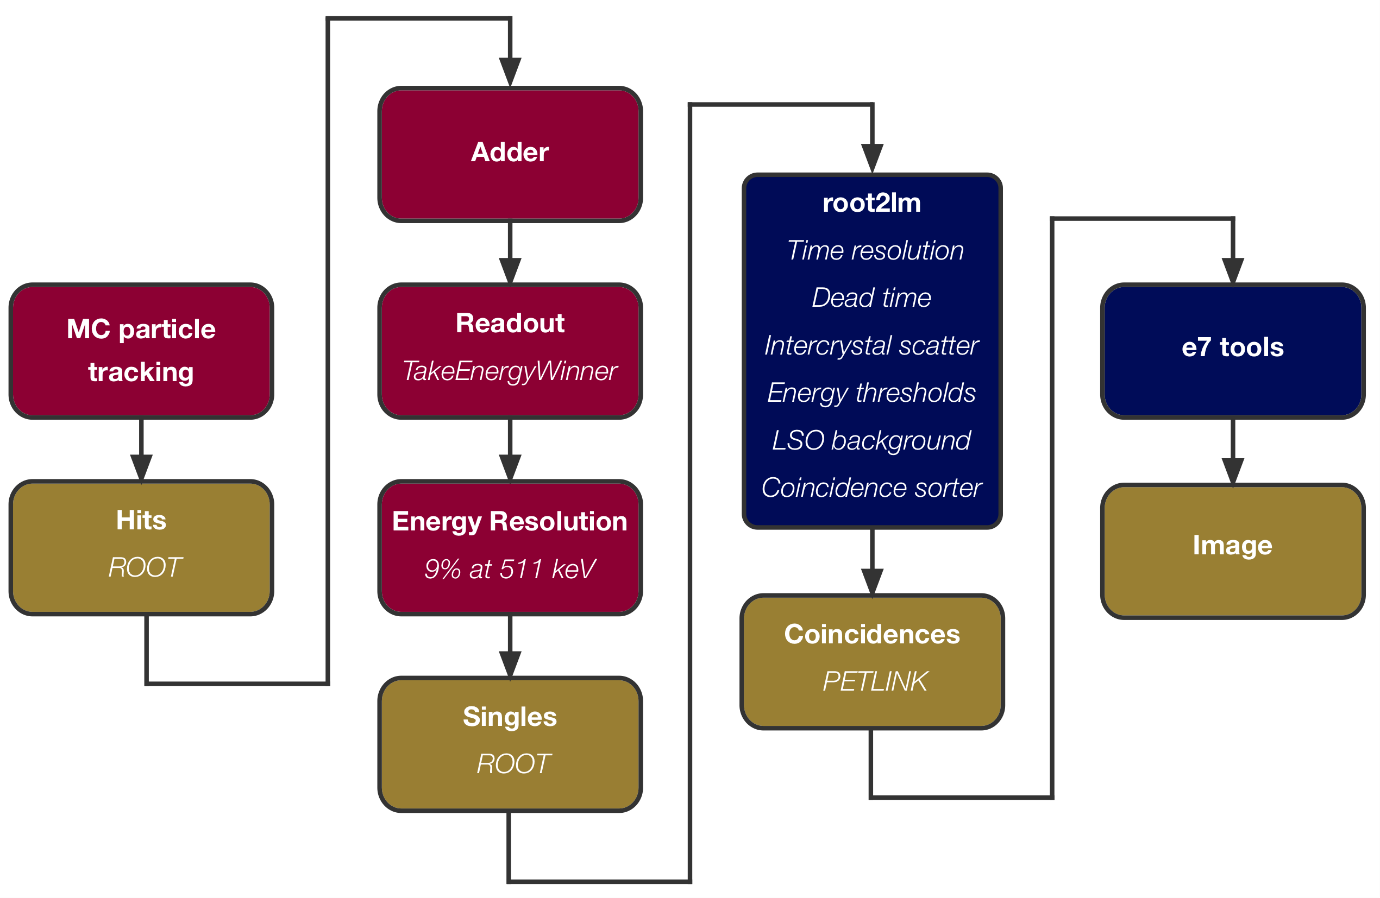 MC particle
tracking
Hits
ROOT
Adder
Readout
TakeEnergyWinner
Energy Resolution
9% at 511 keV
Singles
ROOT
root2lm
Time resolution
Dead time
Intercrystal scatter
Energy thresholds
LSO background
Coincidence sorter
Coincidences
PETLINK
e7 tools
Image